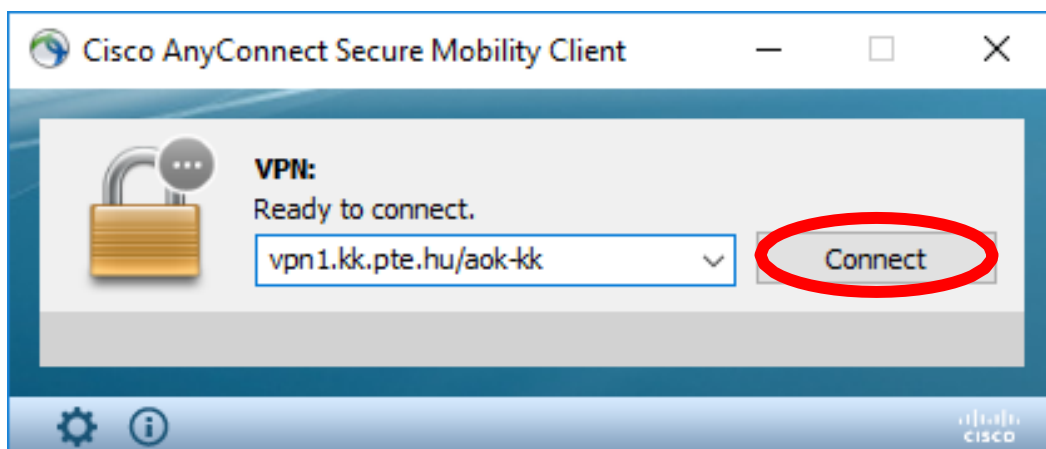 Cisco AnyConnect Secure Mobility Client
VPN:
Ready to connect.
vpn1.kk.pte.hu/aok-kk
Connect
CISCO